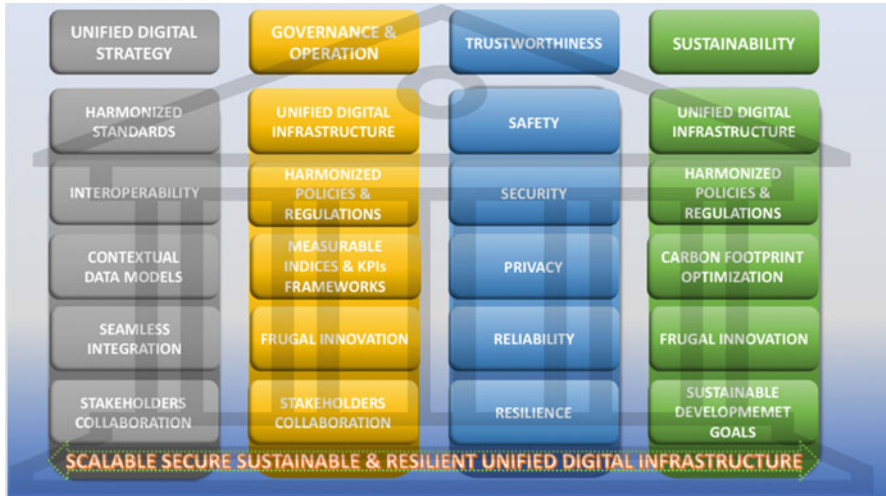 UNIFIED DIGITAL
STRATEGY
GOVERNANCE &
OPERATION
TRUSTWORTHINESS
SUSTAINABILITY
HARMONIZED
STANDARDS
UNIFIED DIGITAL
INFRASTRUCTURE
SAFETY
UNIFIED DIGITAL
INFRASTRUCTURE
INTEROPERABILITY
HARMONIZED
POLICIES &
REGULATIONS
SECURITY
HARMONIZED
POLICIES &
REGULATIONS
CONTEXTUAL
DATA MODELS
MEASURABLE
INDICES & KPIs
FRAMEWORKS
PRIVACY
CARBON FOOTPRINT
OPTIMIZATION
SEAMLESS
INTEGRATION
FRUGAL INNOVATION
RELIABILITY
FRUGAL INNOVATION
STAKEHOLDERS
COLLABORATION
STAKEHOLDERS
COLLABORATION
RESILIENCE
SUSTAINABLE
DEVELOPMEMET
GOALS
SCALABLE SECURE SUSTAINABLE & RESILIENT UNIFIED DIGITAL INFRASTRUCTURE